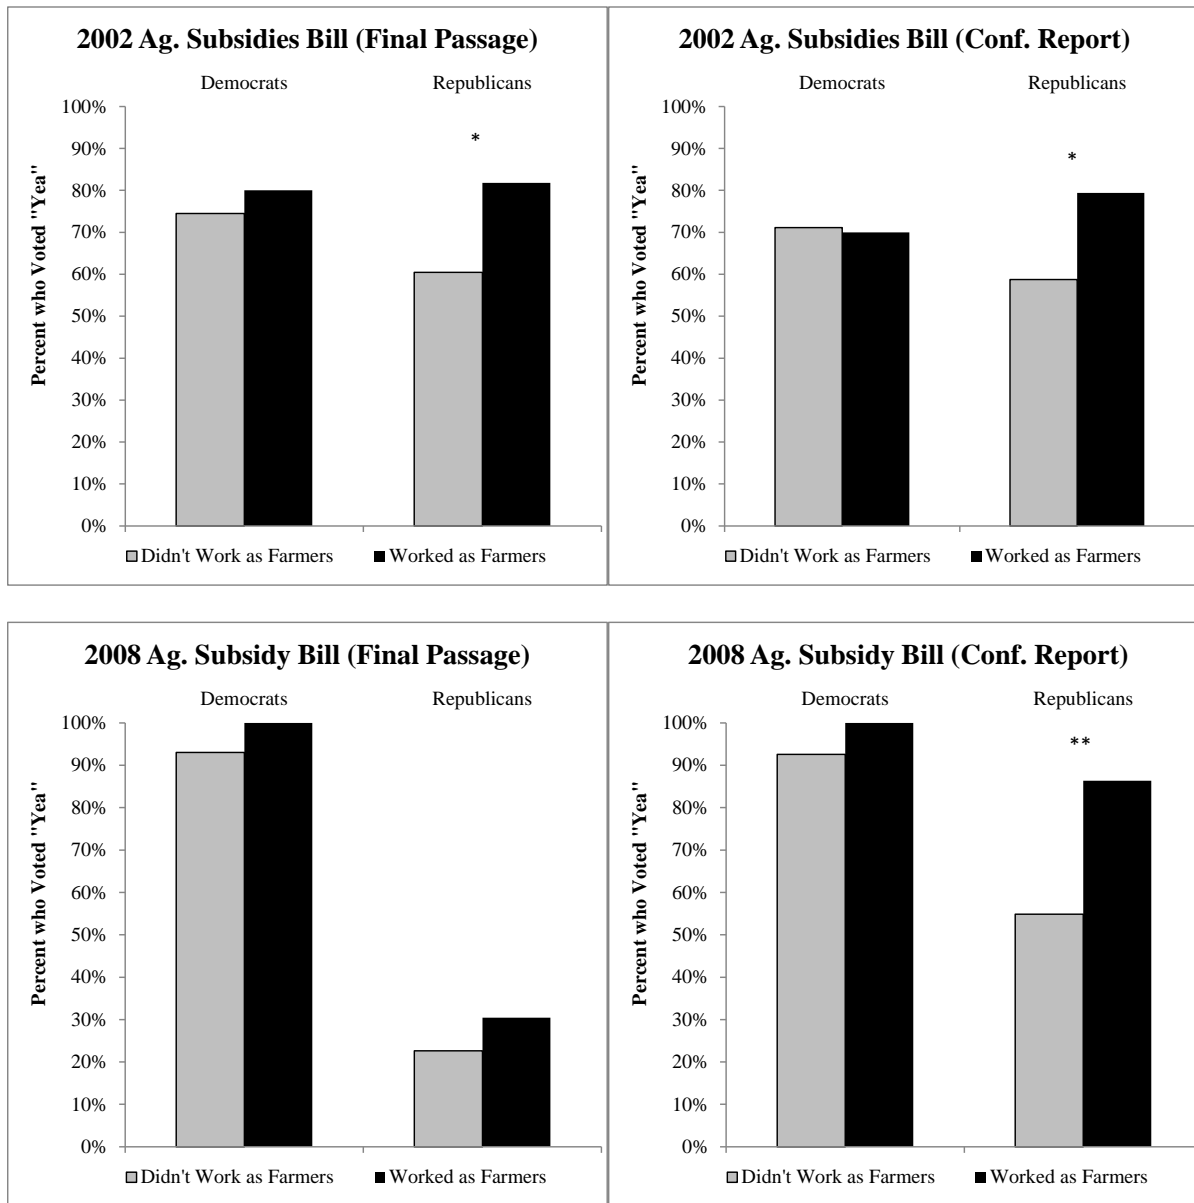 2002 Ag. Subsidies Bill (Final Passage)
Democrats Republicans
100%
90%
*
80%
70%
60%
50%
40%
30%
20%
10%
0%
Percent who Voted "Yea"
Didn't Work as Farmers Worked as Farmers
2002 Ag. Subsidies Bill (Conf. Report)
Democrats Republicans
100%
90%
*
80%
70%
60%
50%
40%
30%
20%
10%
0%
Percent who Voted "Yea"
Didn't Work as Farmers Worked as Farmers
2008 Ag. Subsidy Bill (Final Passage)
Democrats Republicans
100%
90%
80%
70%
60%
50%
40%
30%
20%
10%
0%
Percent who Voted "Yea"
Didn't Work as Farmers Worked as Farmers
2008 Ag. Subsidy Bill (Conf. Report)
Democrats Republicans
100%
**
90%
80%
70%
60%
50%
40%
30%
20%
10%
0%
Percent who Voted "Yea"
Didn't Work as Farmers Worked as Farmers